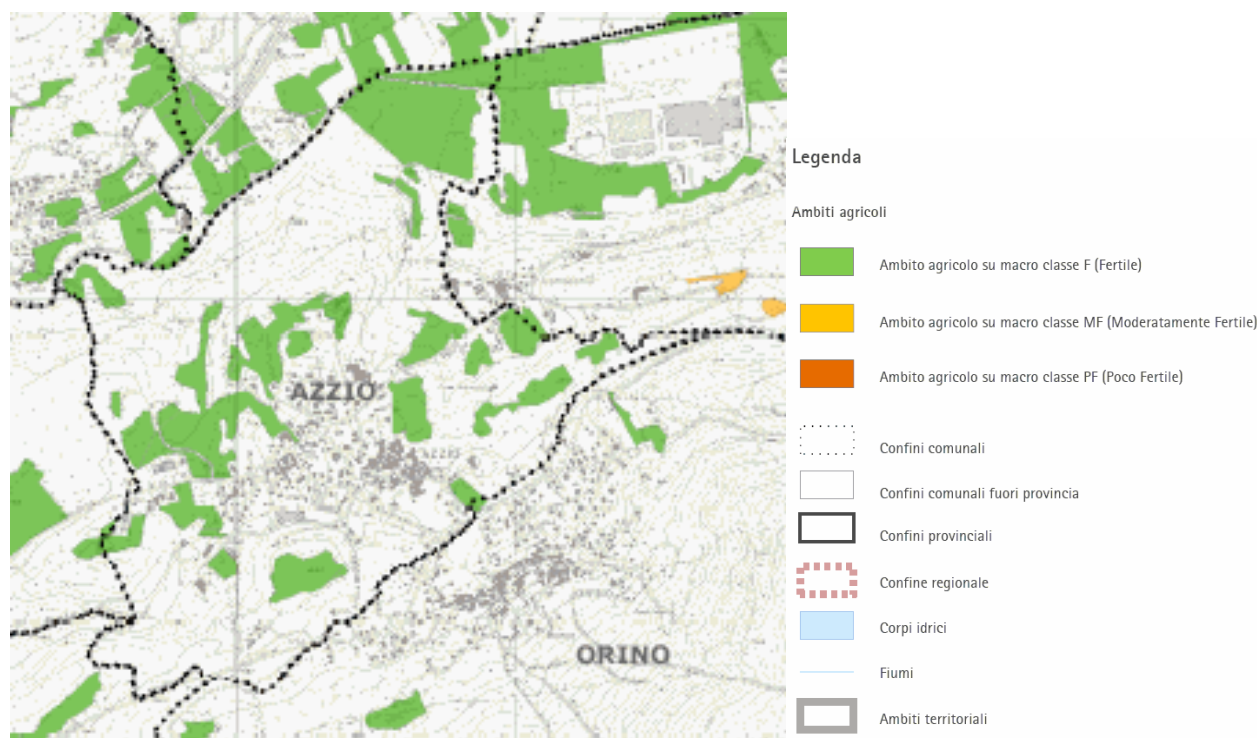 AZZIO
AZZIO
ORINO
Legenda
Ambiti agricoli
Ambito agricolo su macro classe F (Fertile)
Ambito agricolo su macro classe MF (Moderatamente Fertile)
Ambito agricolo su macro classe PF (Poco Fertile)
Confini comunali
Confini comunali fuori provincia
Confini provinciali
Confine regionale
Corpi idrici
Fiumi
Ambiti territoriali